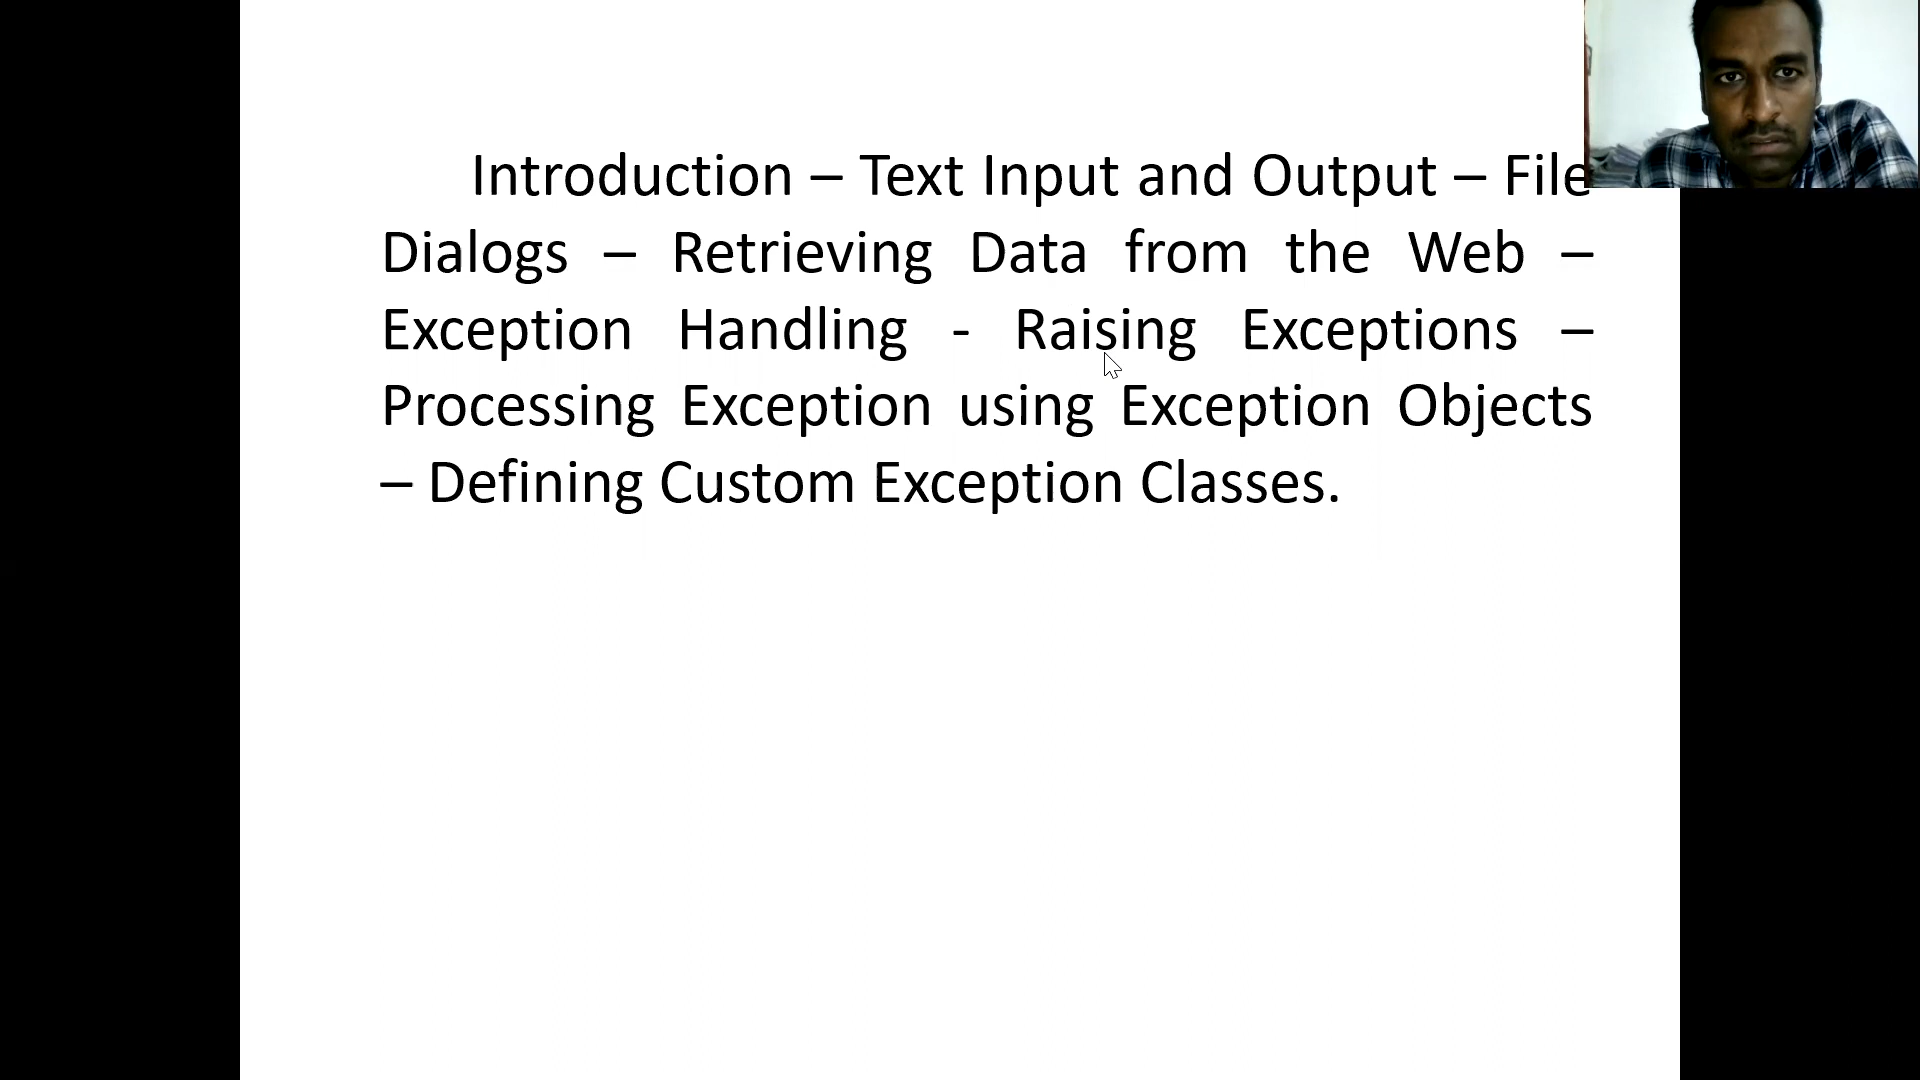 Introduction – Text Input and Output – File
Dialogs – Retrieving Data from the Web –
Exception Handling - Raising Exceptions –
Processing Exception using Exception Objects
– Defining Custom Exception Classes.